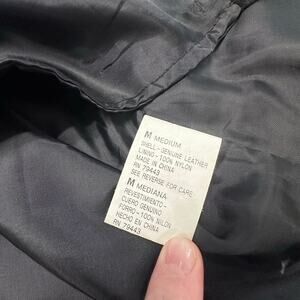 M MEDIUM
SHELL-GENUINE LEATHER
LINING-100% NYLON
MADE IN CHINA
RN 79443
SEE REVERSE FOR CARE
M MEDIANA
REVESTIMIENTO-
CUERO GENUINO
FORRO-100% NILON
HECHO EN CHINA
RN 79443